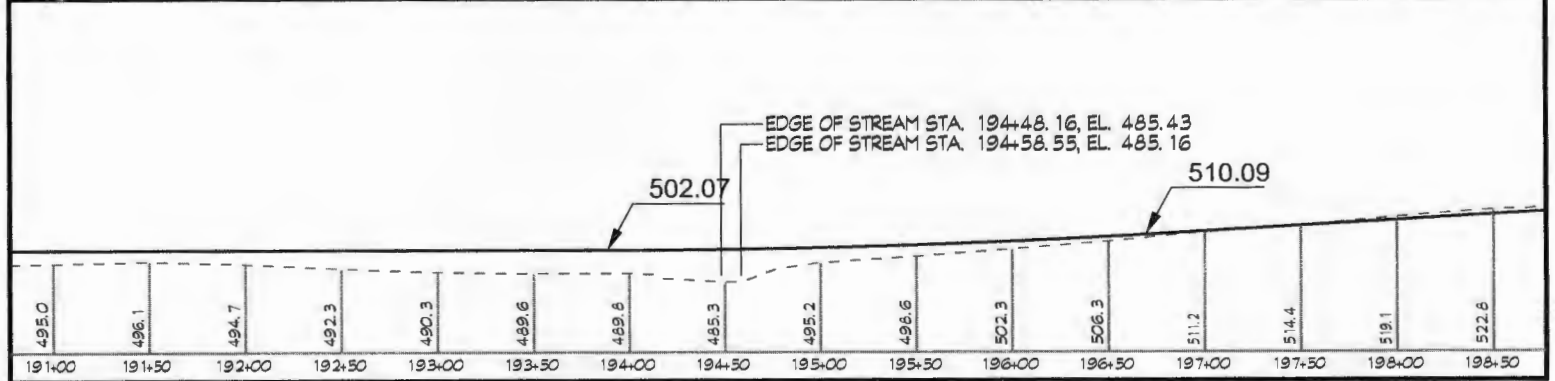 EDGE OF STREAM STA. 194+48.16, EL. 485.43
EDGE OF STREAM STA. 194+58.55, EL. 485.16
502.07
510.09
495.0 496.1 494.7 492.3 490.3 489.6 489.8 485.3 495.2 498.6 502.3 506.3 511.2 514.4 519.1 522.8
191+00 191+50 192+00 192+50 193+00 193+50 194+00 194+50 195+00 195+50 196+00 196+50 197+00 197+50 198+00 198+50